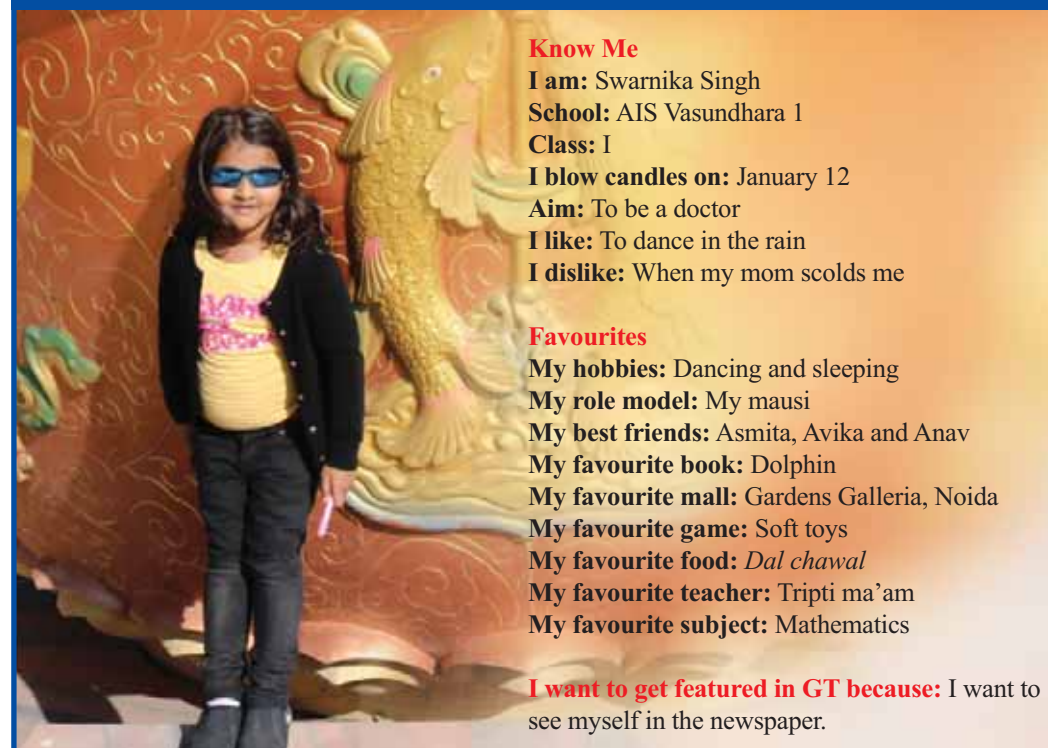 Know Me
I am: Swarnika Singh
School: AIS Vasundhara 1
Class: I
I blow candles on: January 12
Aim: To be a doctor
I like: To dance in the rain
I dislike: When my mom scolds me
Favourites
My hobbies: Dancing and sleeping
My role model: My mausi
My best friends: Asmita, Avika and Anav
My favourite book: Dolphin
My favourite mall: Gardens Galleria, Noida
My favourite game: Soft toys
My favourite food: Dal chawal
My favourite teacher: Tripti ma’am
My favourite subject: Mathematics
I want to get featured in GT because: I want to
see myself in the newspaper.